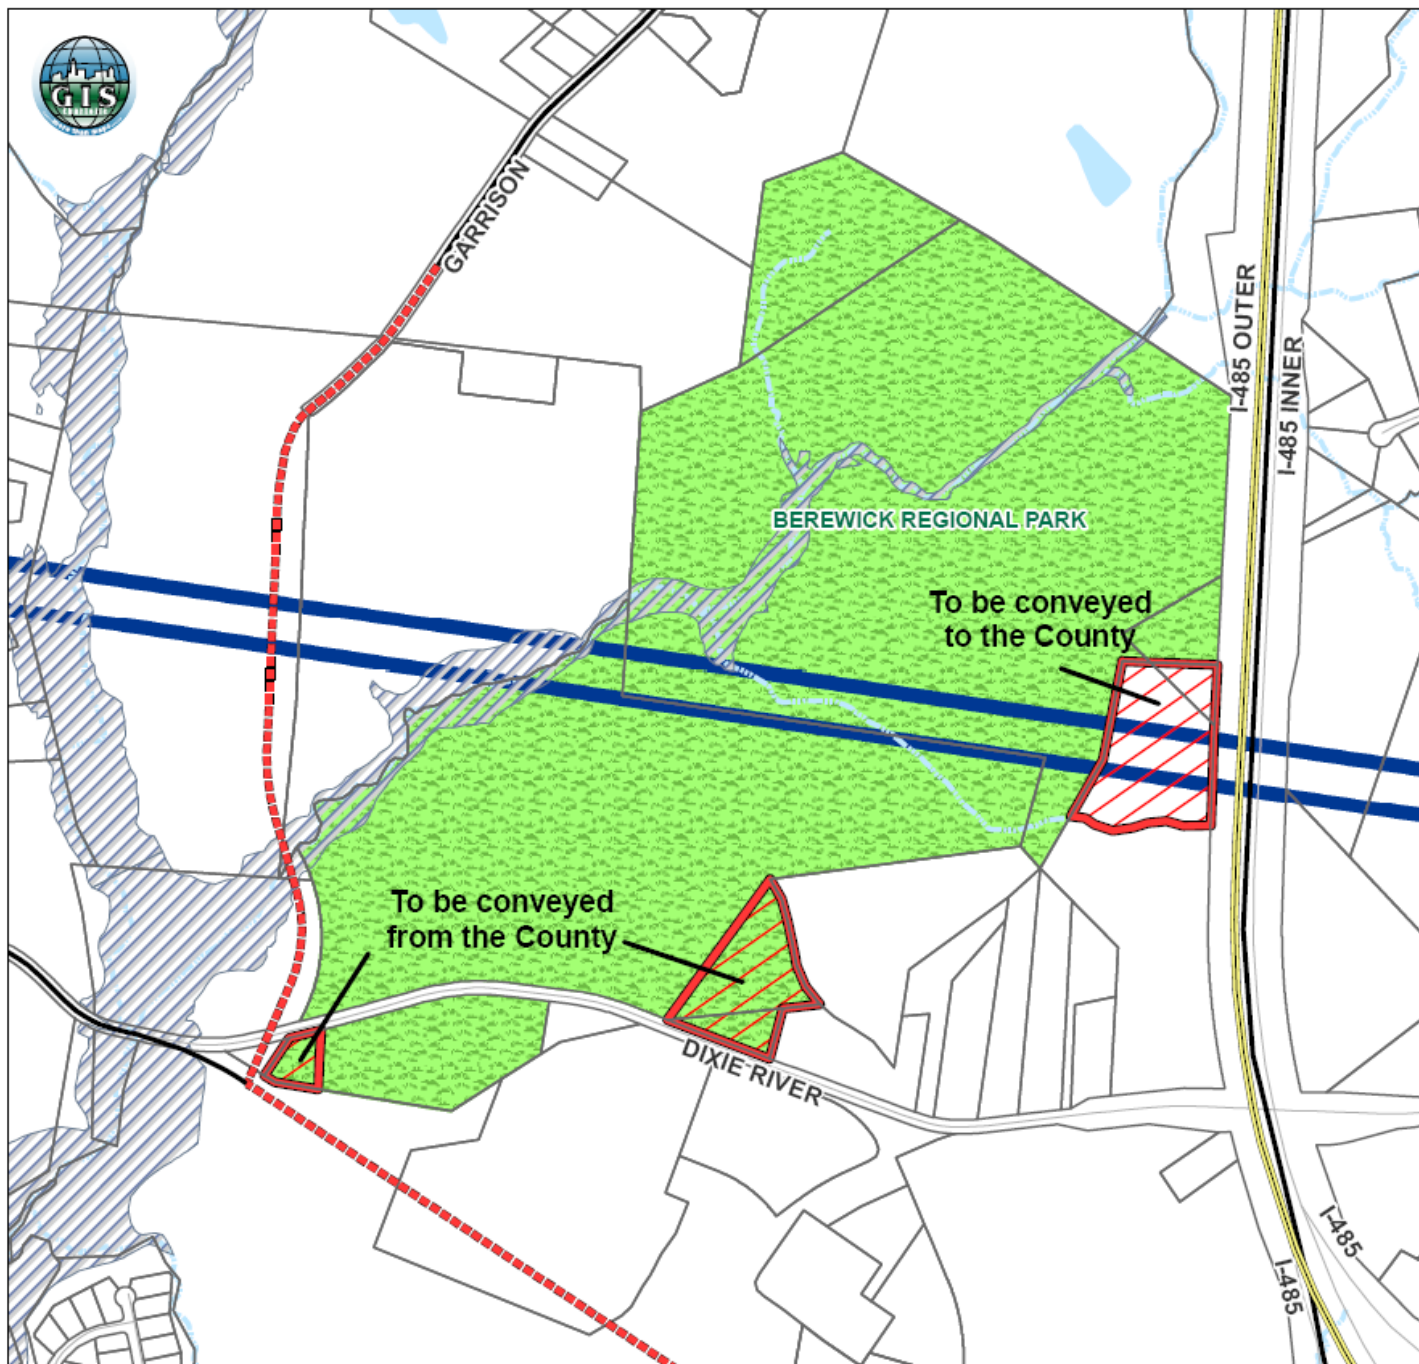 GIS
GARRISON
I-485 OUTER
I-485 INNER
BEREWICK REGIONAL PARK
To be conveyed
to the County
To be conveyed
from the County
DIXIE RIVER
I-485
I-485